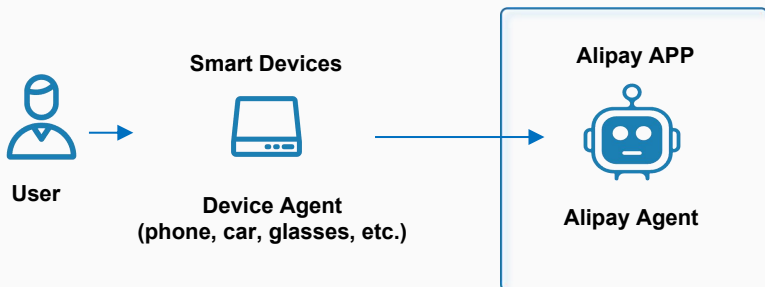 User
Smart Devices
Device Agent
(phone, car, glasses, etc.)
Alipay APP
Alipay Agent